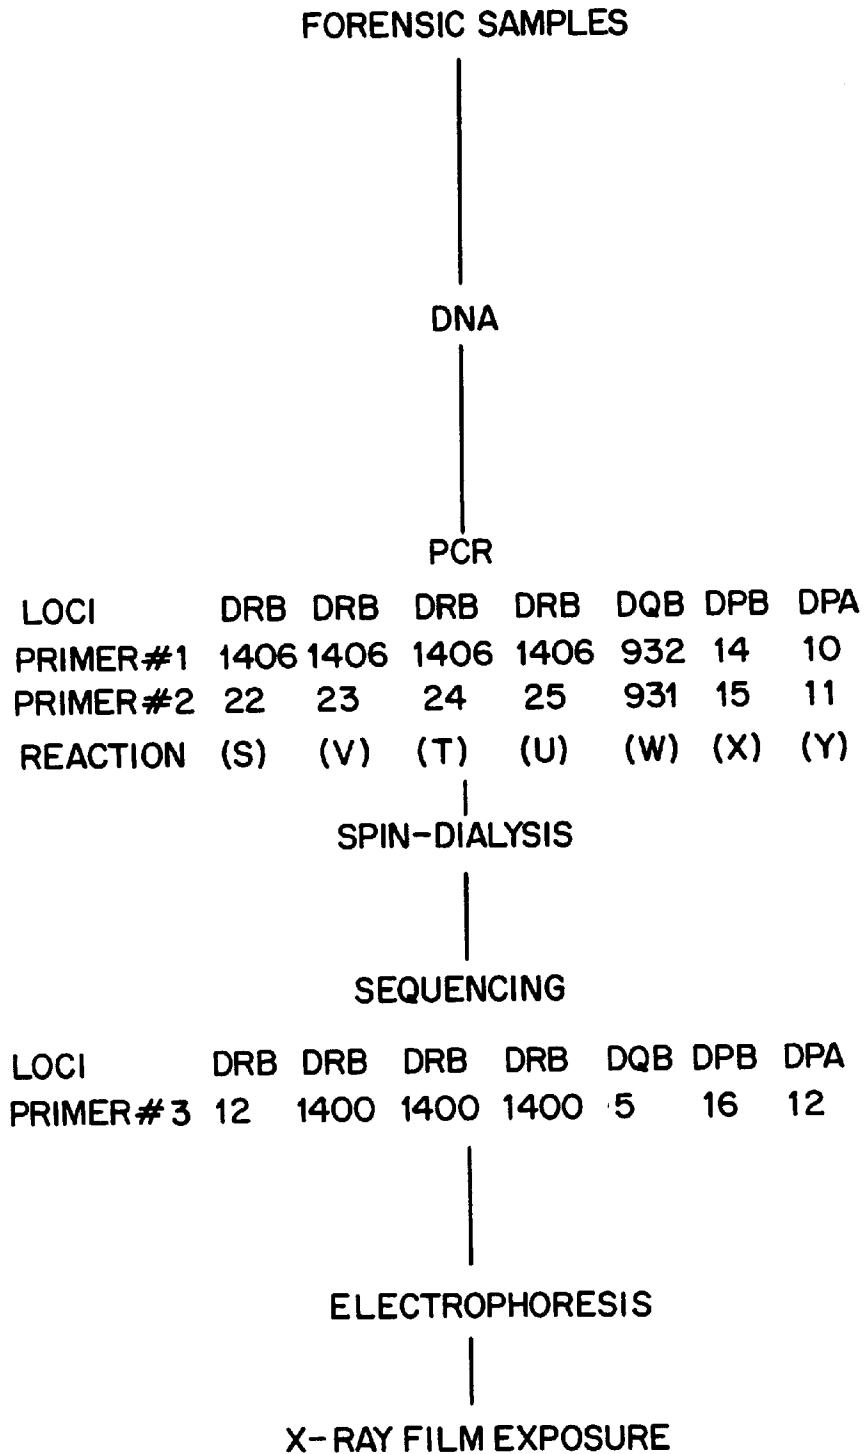 FORENSIC SAMPLES
DNA
PCR
LOCI DRB DRB DRB DRB DQB DPB DPA
PRIMER#1 1406 1406 1406 1406 932 14 10
PRIMER#2 22 23 24 25 931 15 11
REACTION (S) (V) (T) (U) (W) (X) (Y)
SPIN-DIALYSIS
SEQUENCING
LOCI DRB DRB DRB DRB DQB DPB DPA
PRIMER#3 12 1400 1400 1400 5 16 12
ELECTROPHORESIS
X-RAY FILM EXPOSURE